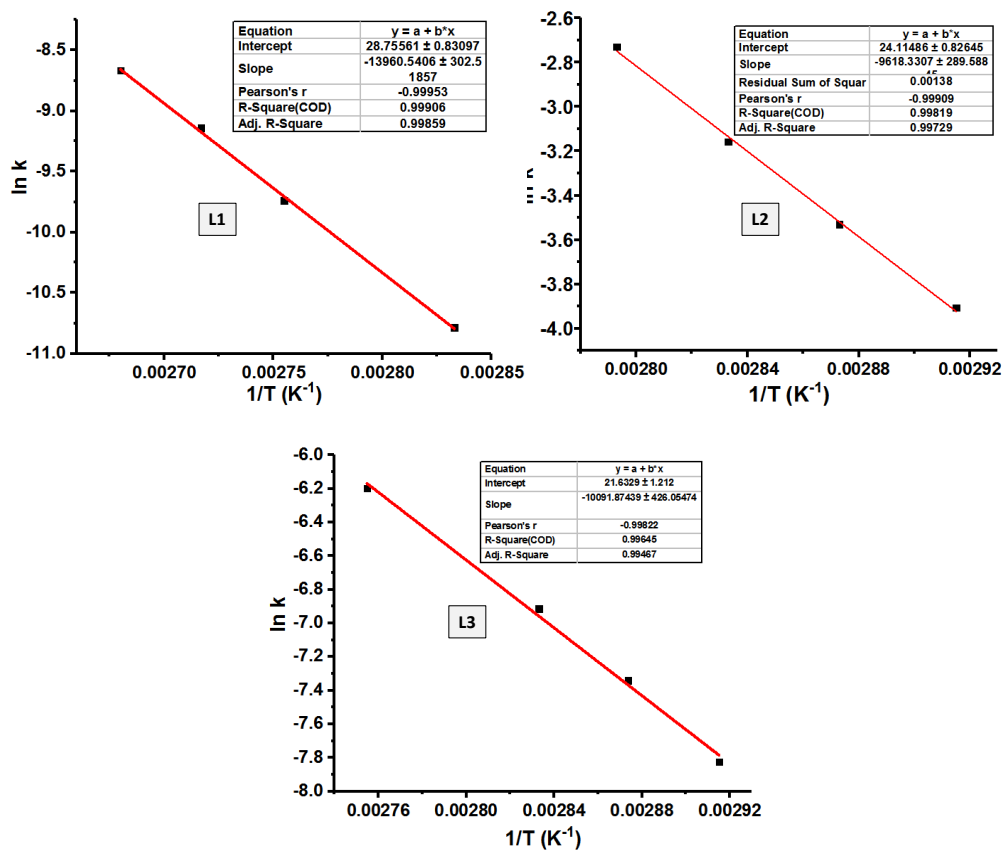 Equation y = a + b*x
Intercept 28.75561 ± 0.83097
Slope -13960.5406 ± 302.5
1857
Pearson's r -0.99953
R-Square(COD) 0.99906
Adj. R-Square 0.99859
-8.5
-9.0
-9.5
-10.0
-10.5
-11.0
ln k
L1
0.00270 0.00275 0.00280 0.00285
1/T (K-1)
Equation y = a + b*x
Intercept 24.11486 ± 0.82645
Slope -9618.3307 ± 289.588
Residual Sum of Squar 0.00138
Pearson's r -0.99909
R-Square(COD) 0.99819
Adj. R-Square 0.99729
-2.6
-2.8
-3.0
-3.2
-3.4
-3.6
-3.8
-4.0
ln k
L2
0.00280 0.00284 0.00288 0.00292
1/T (K-1)
Equation y = a + b*x
Intercept 21.6329 ± 1.212
Slope -10091.87439 ± 426.05474
Pearson's r -0.99822
R-Square(COD) 0.99645
Adj. R-Square 0.99467
-6.0
-6.2
-6.4
-6.6
-6.8
-7.0
-7.2
-7.4
-7.6
-7.8
-8.0
ln k
L3
0.00276 0.00280 0.00284 0.00288 0.00292
1/T (K-1)